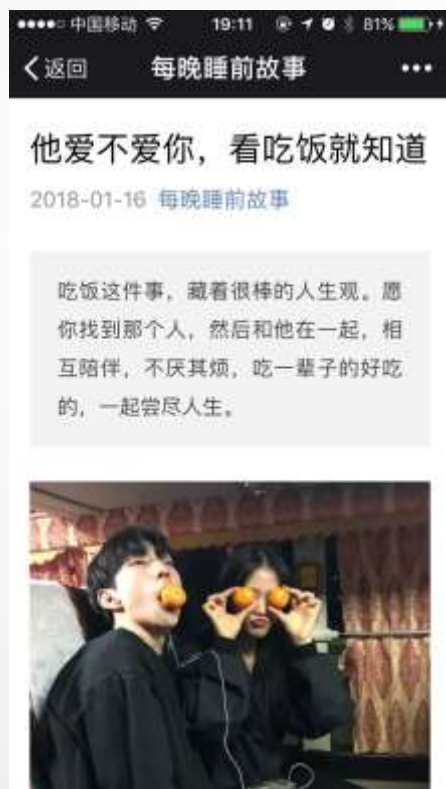 中国移动 19:11 81%
返回 每晚睡前故事
他爱不爱你，看吃饭就知道
2018-01-16 每晚睡前故事
吃饭这件事，藏着很棒的人生观。愿
你找到那个人，然后和他在一起，相
互陪伴，不厌其烦，吃一辈子的好吃
的，一起尝尽人生。